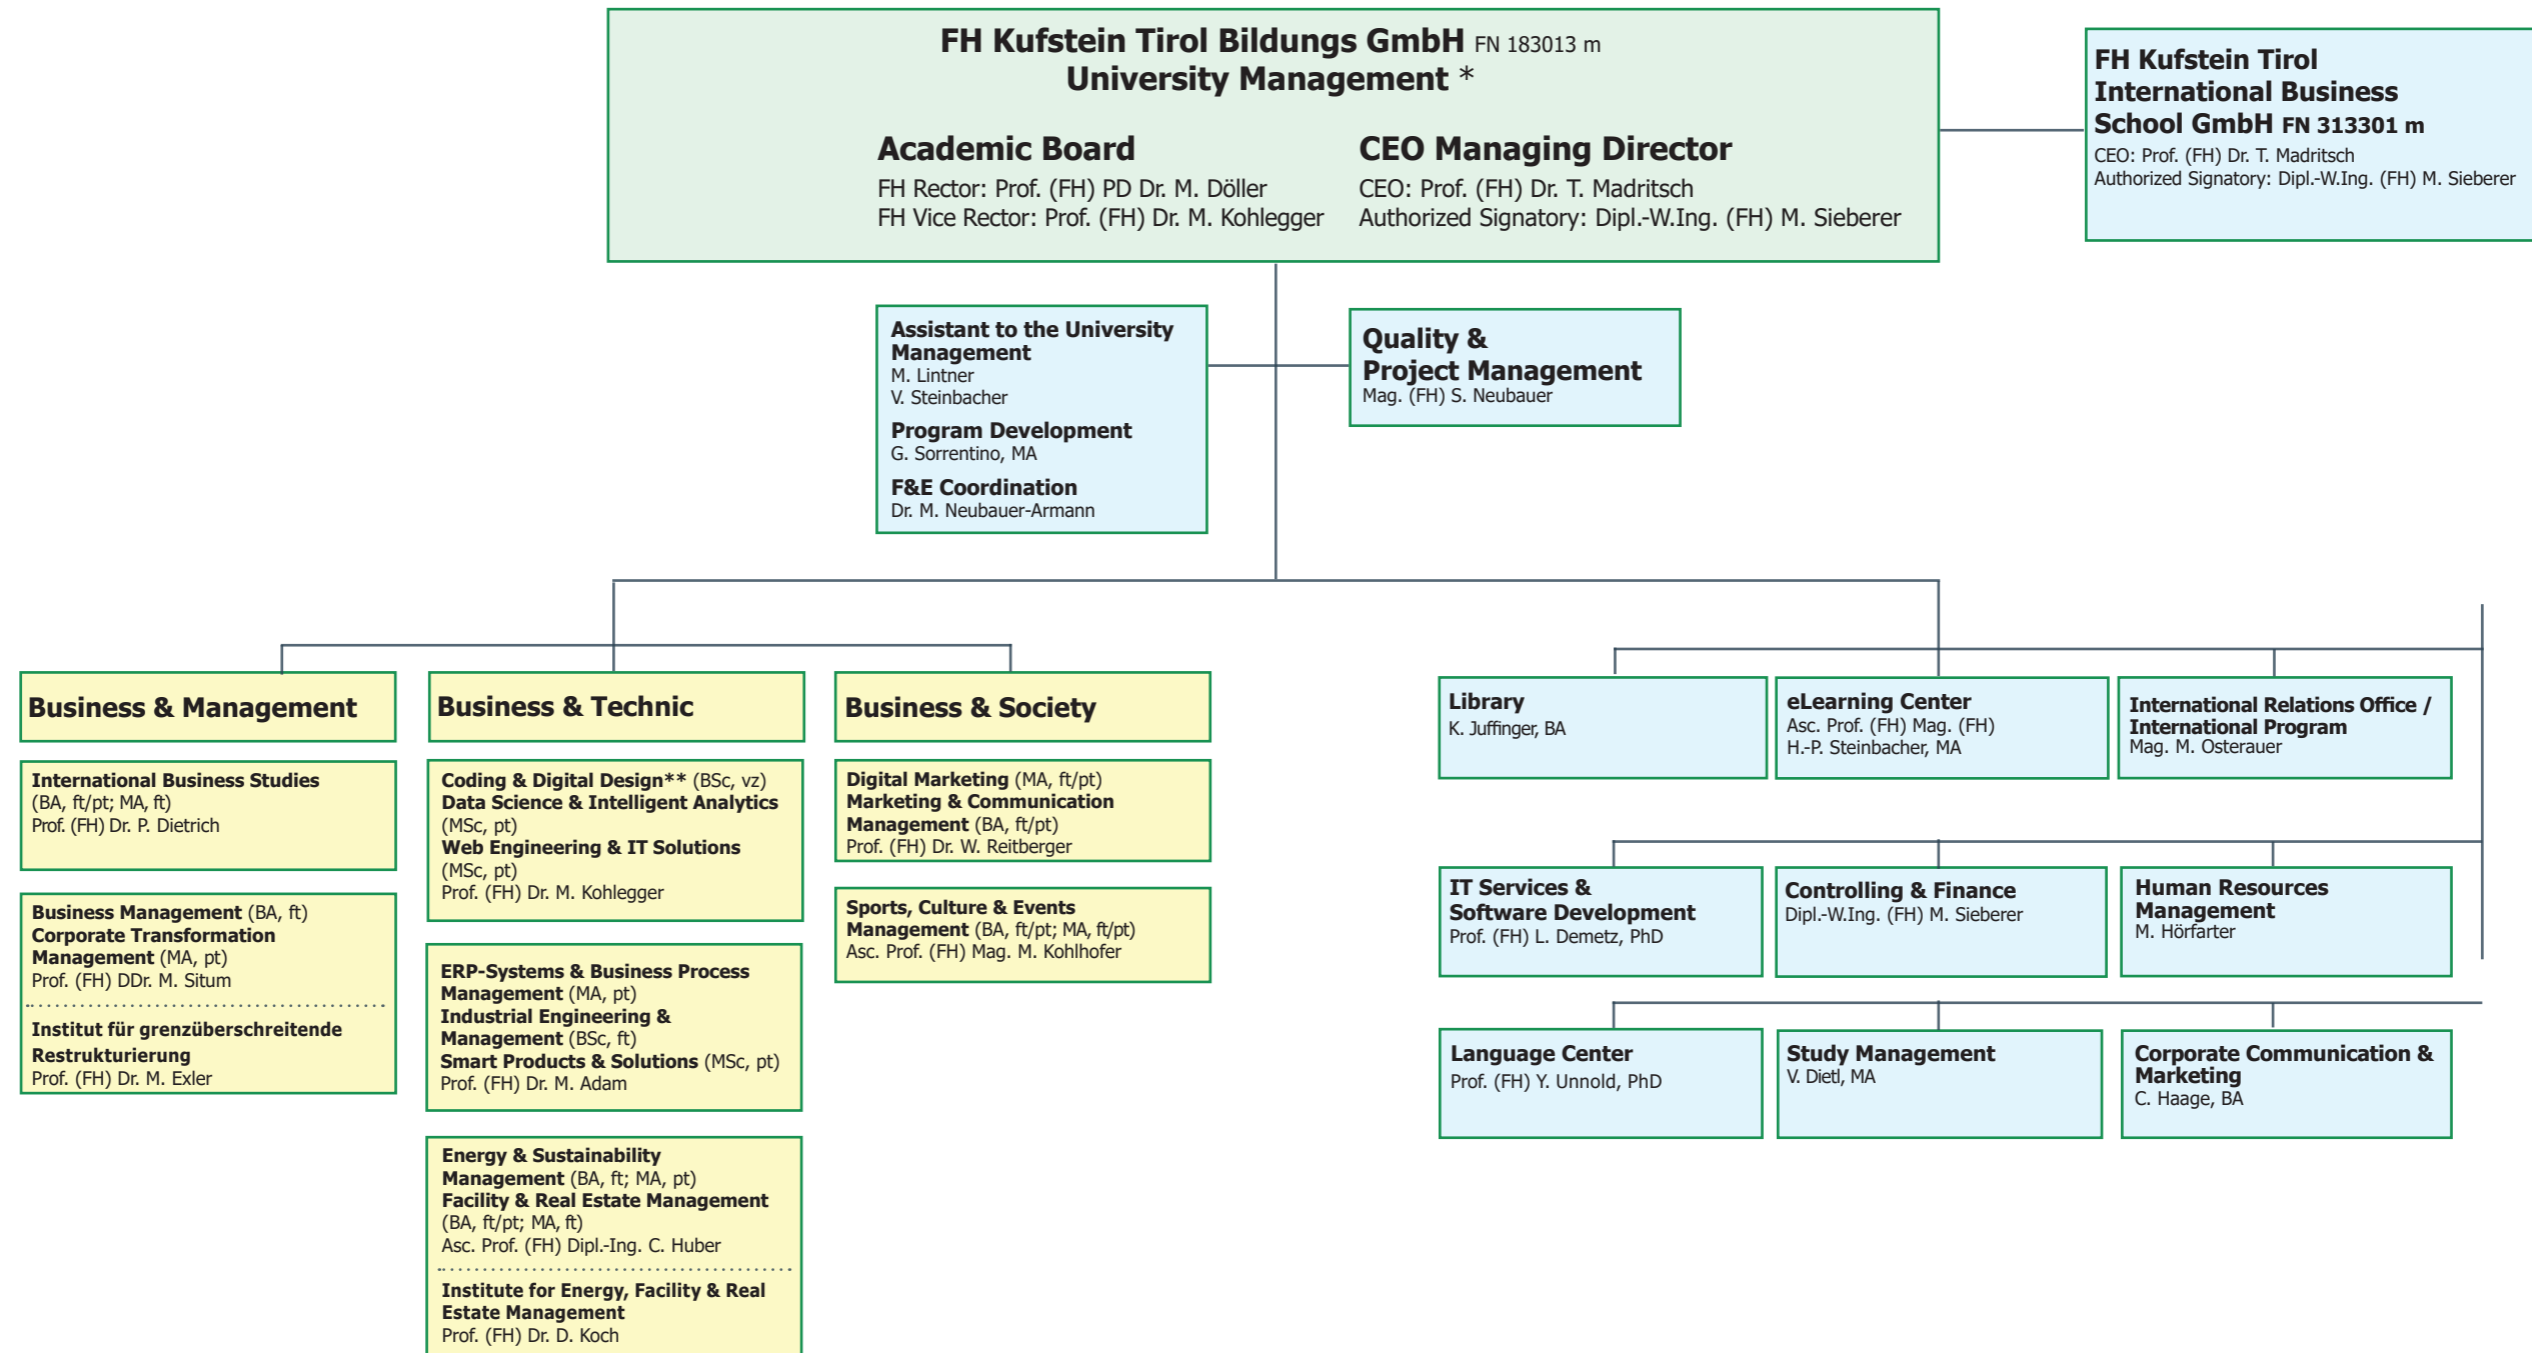 FH Kufstein Tirol Bildungs GmbH FN 183013 m
University Management *
Academic Board
FH Rector: Prof. (FH) PD Dr. M. Döller
FH Vice Rector: Prof. (FH) Dr. M. Kohlegger
CEO Managing Director
CEO: Prof. (FH) Dr. T. Madritsch
Authorized Signatory: Dipl.-W.Ing. (FH) M. Sieberer
FH Kufstein Tirol
International Business
School GmbH FN 313301 m
CEO: Prof. (FH) Dr. T. Madritsch
Authorized Signatory: Dipl.-W.Ing. (FH) M. Sieberer
Assistant to the University
Management
M. Lintner
V. Steinbacher
Program Development
G. Sorrentino, MA
F&E Coordination
Dr. M. Neubauer-Armann
Quality &
Project Management
Mag. (FH) S. Neubauer
Business & Management
International Business Studies
(BA, ft/pt; MA, ft)
Prof. (FH) Dr. P. Dietrich
Business Management (BA, ft)
Corporate Transformation
Management (MA, pt)
Prof. (FH) DDr. M. Situm
Institut für grenzüberschreitende
Restrukturierung
Prof. (FH) Dr. M. Exler
Business & Technic
Coding & Digital Design** (BSc, vz)
Data Science & Intelligent Analytics
(MSc, pt)
Web Engineering & IT Solutions
(MSc, pt)
Prof. (FH) Dr. M. Kohlegger
ERP-Systems & Business Process
Management (MA, pt)
Industrial Engineering &
Management (BSc, ft)
Smart Products & Solutions (MSc, pt)
Prof. (FH) Dr. M. Adam
Energy & Sustainability
Management (BA, ft; MA, pt)
Facility & Real Estate Management
(BA, ft/pt; MA, ft)
Asc. Prof. (FH) Dipl.-Ing. C. Huber
Institute for Energy, Facility & Real
Estate Management
Prof. (FH) Dr. D. Koch
Business & Society
Digital Marketing (MA, ft/pt)
Marketing & Communication
Management (BA, ft/pt)
Prof. (FH) Dr. W. Reitberger
Sports, Culture & Events
Management (BA, ft/pt; MA, ft/pt)
Asc. Prof. (FH) Mag. M. Kohlhofer
Library
K. Juffinger, BA
eLearning Center
Asc. Prof. (FH) Mag. (FH)
H.-P. Steinbacher, MA
International Relations Office /
International Program
Mag. M. Osterauer
IT Services &
Software Development
Prof. (FH) L. Demetz, PhD
Controlling & Finance
Dipl.-W.Ing. (FH) M. Sieberer
Human Resources
Management
M. Hörfarter
Language Center
Prof. (FH) Y. Unnold, PhD
Study Management
V. Dietl, MA
Corporate Communication &
Marketing
C. Haage, BA